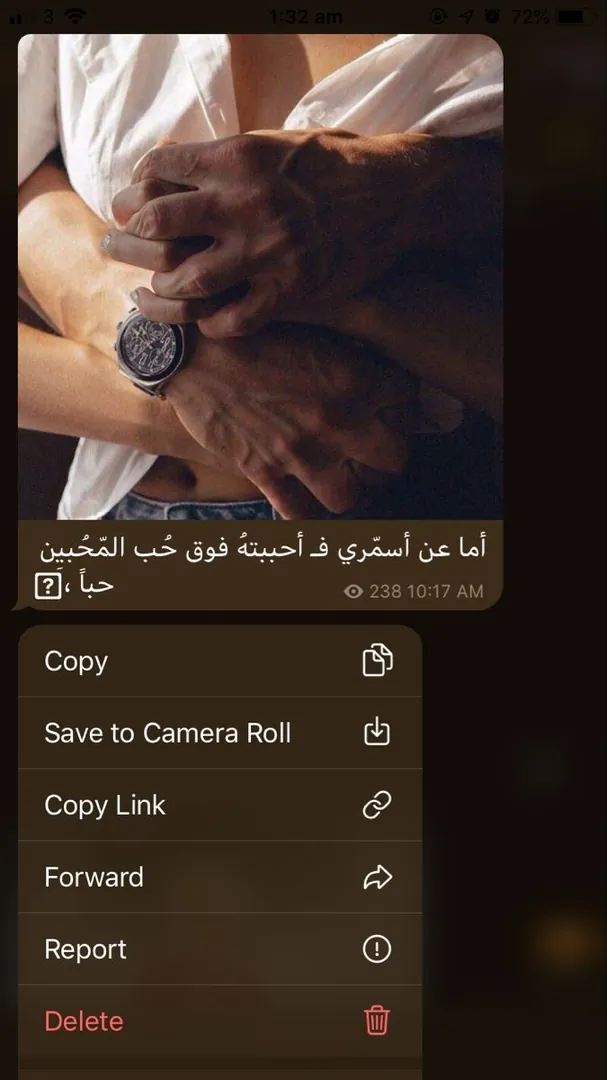 3 1:32 am 72%
أما عن أسمّري فـ أحببتهُ فوق حُب المّحُبيِن
حباً ،
238 10:17 AM
Copy
Save to Camera Roll
Copy Link
Forward
Report
Delete